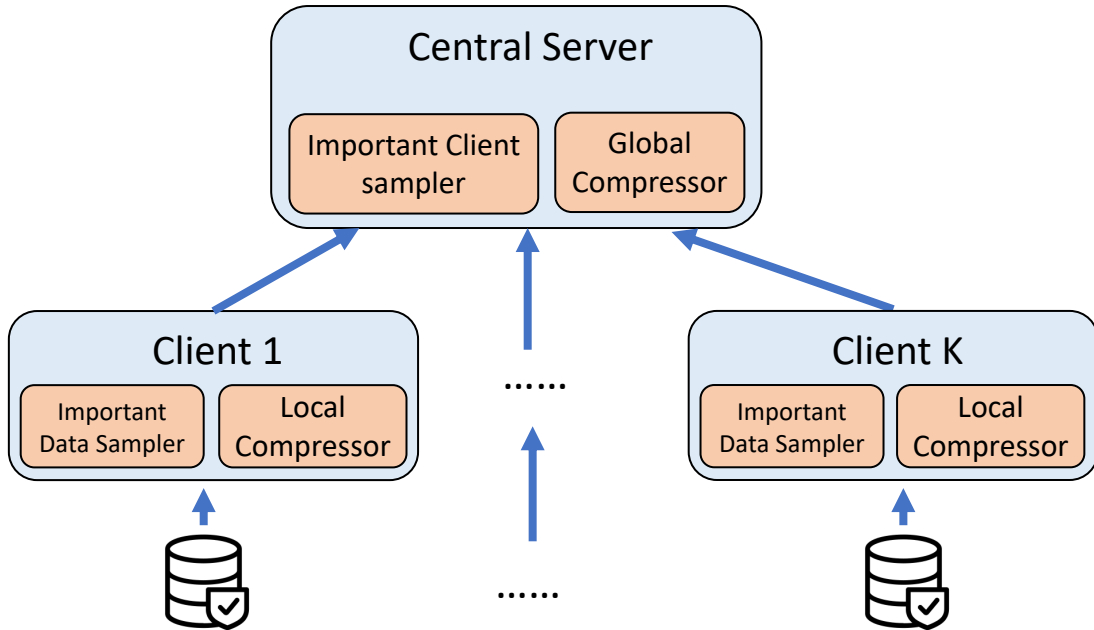 Central Server
Important Client
sampler
Global
Compressor
Client 1
Important
Data Sampler
Local
Compressor
......
Client K
Important
Data Sampler
Local
Compressor
......